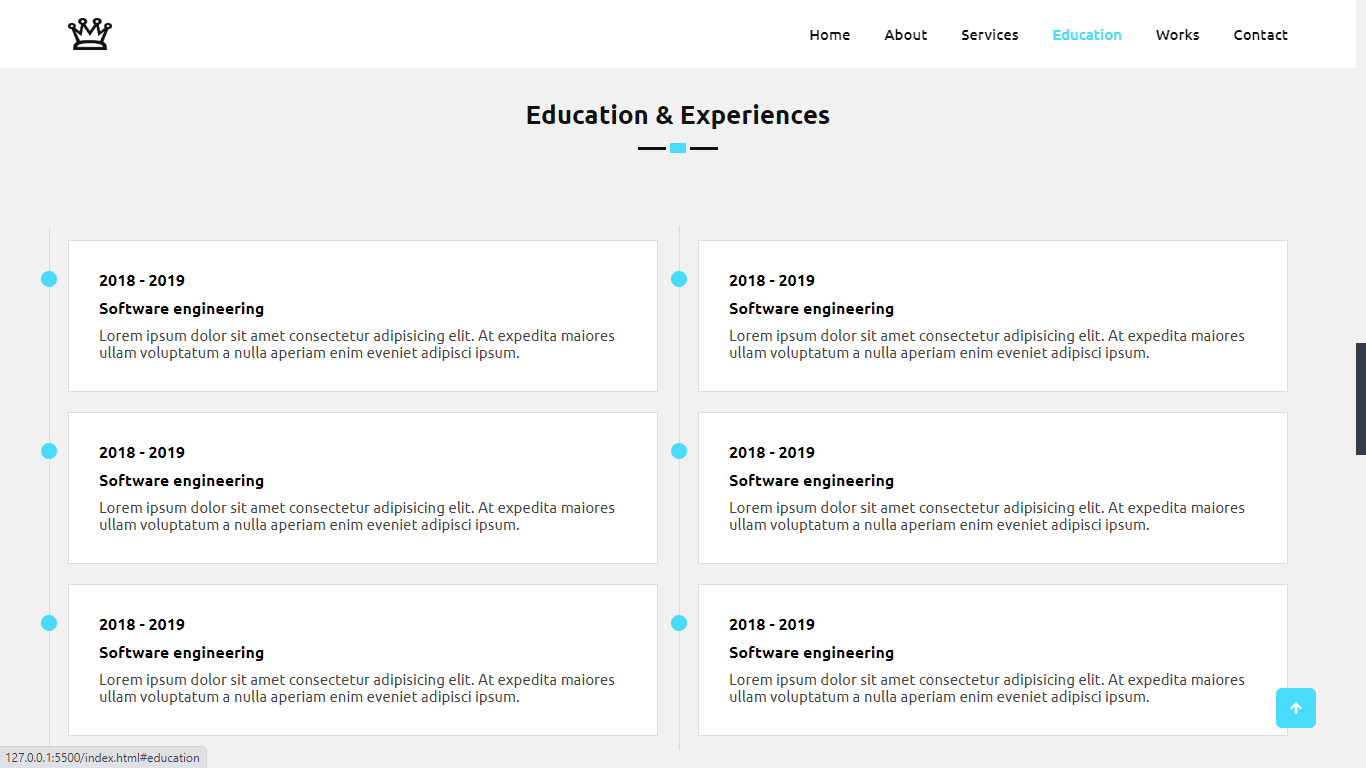 Home About Services Education Works Contact
Education & Experiences
2018 - 2019
Software engineering
Lorem ipsum dolor sit amet consectetur adipisicing elit. At expedita maiores
ullam voluptatum a nulla aperiam enim eveniet adipisci ipsum.
2018 - 2019
Software engineering
Lorem ipsum dolor sit amet consectetur adipisicing elit. At expedita maiores
ullam voluptatum a nulla aperiam enim eveniet adipisci ipsum.
2018 - 2019
Software engineering
Lorem ipsum dolor sit amet consectetur adipisicing elit. At expedita maiores
ullam voluptatum a nulla aperiam enim eveniet adipisci ipsum.
2018 - 2019
Software engineering
Lorem ipsum dolor sit amet consectetur adipisicing elit. At expedita maiores
ullam voluptatum a nulla aperiam enim eveniet adipisci ipsum.
2018 - 2019
Software engineering
Lorem ipsum dolor sit amet consectetur adipisicing elit. At expedita maiores
ullam voluptatum a nulla aperiam enim eveniet adipisci ipsum.
2018 - 2019
Software engineering
Lorem ipsum dolor sit amet consectetur adipisicing elit. At expedita maiores
ullam voluptatum a nulla aperiam enim eveniet adipisci ipsum.
127.0.0.1:5500/index.html#education